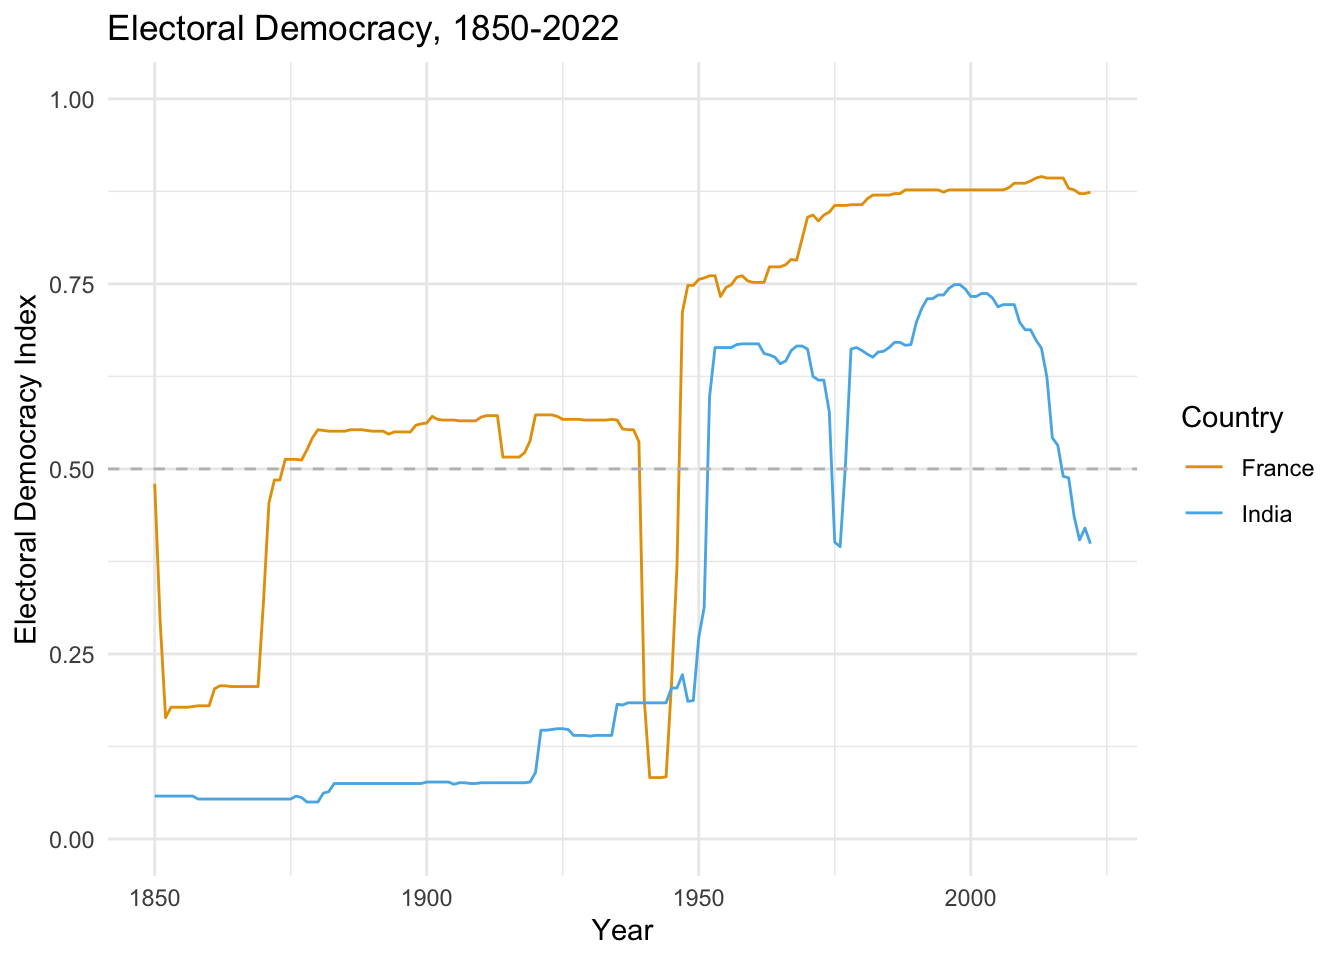 Electoral Democracy, 1850-2022
1.00
0.75
0.50
0.25
0.00
Electoral Democracy Index
1850
1900
1950
2000
Year
Country
France
India